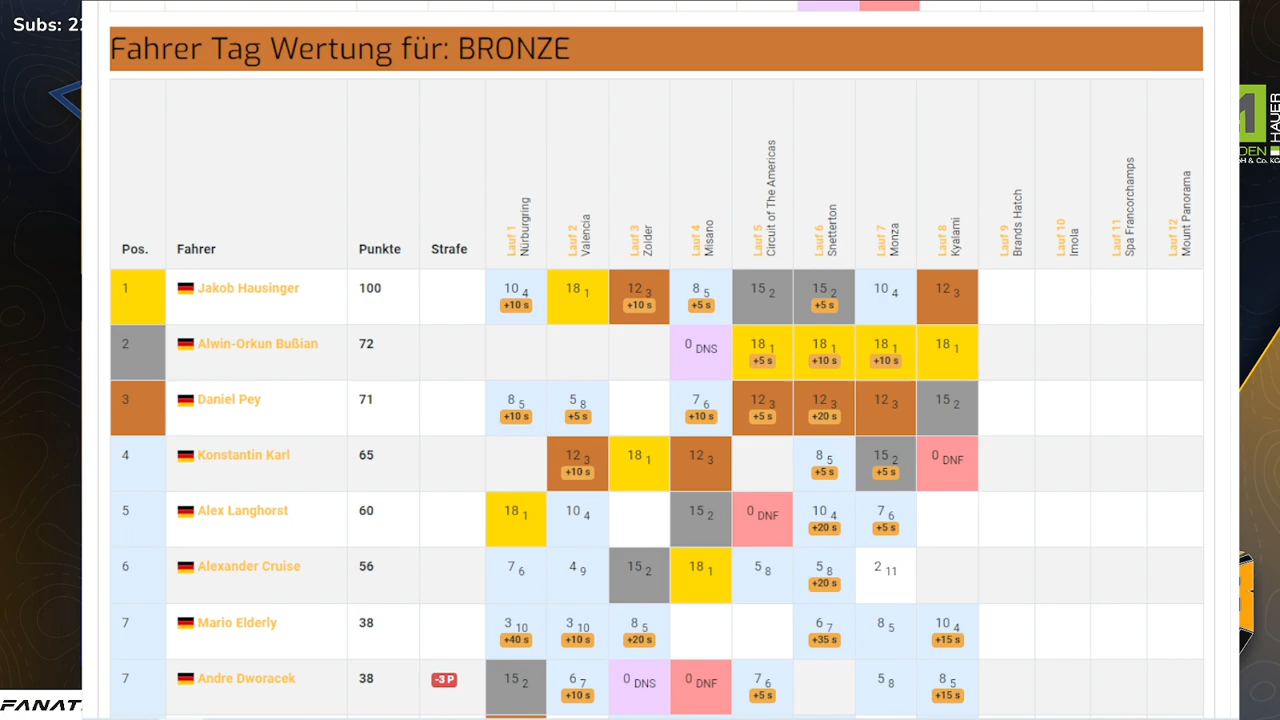 Subs: 2
Fahrer Tag Wertung für: BRONZE
Pos. Fahrer Punkte Strafe Lauf 1 Nürburgring Lauf 2 Valencia Lauf 3 Zolder Lauf 4 Misano Lauf 5 Circuit of The Americas Lauf 6 Snetterton Lauf 7 Monza Lauf 8 Kyalami Lauf 9 Brands Hatch Lauf 10 Imola Lauf 11 Spa Francorchamps Lauf 12 Mount Panorama
1 Jakob Hausinger 100 10 4 18 1 12 3 8 5 15 2 15 2 10 4 12 3
+10 s +10 s +5 s +5 s
2 Alwin-Orkun Bußian 72 0 DNS 18 1 18 1 18 1 18 1
+5 s +10 s +10 s
3 Daniel Pey 71 8 5 5 8 7 6 12 3 12 3 12 3 15 2
+10 s +5 s +10 s +5 s +20 s
4 Konstantin Karl 65 12 3 18 1 12 3 8 5 15 2 0 DNF
+10 s +5 s +5 s
5 Alex Langhorst 60 18 1 10 4 15 2 0 DNF 10 4 7 6
+20 s +5 s
6 Alexander Cruise 56 7 6 4 9 15 2 18 1 5 8 5 8 2 11
+20 s
7 Mario Elderly 38 3 10 3 10 8 5 6 7 8 5 10 4
+40 s +10 s +20 s +35 s +15 s
7 Andre Dworacek 38 -3 P 15 2 6 7 0 DNS 0 DNF 7 6 5 8 8 5
+10 s +5 s +15 s
HAUER
DEN
H & Co. KG
FANAT